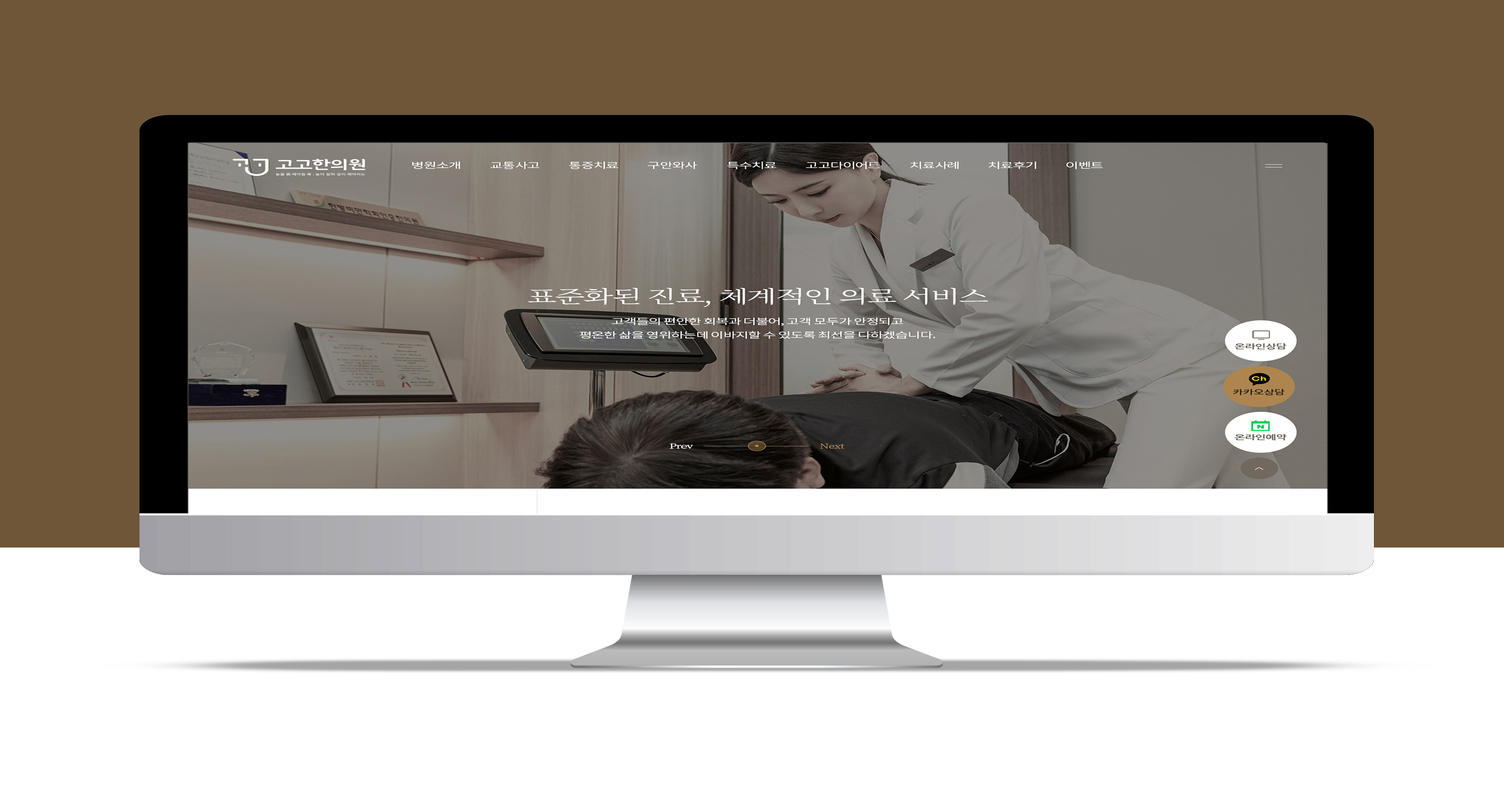 고고한의원
병원소개 교통사고 통증치료 구안와사 특수치료 고고다이어트 치료사례 치료후기 이벤트
표준화된 진료, 체계적인 의료 서비스
고객들의 편안한 회복과 더불어, 고객 모두가 안정되고
평온한 삶을 영위하는데 이바지할 수 있도록 최선을 다하겠습니다.
온라인상담
Ch
카카오상담
N
온라인예약
Prev Next